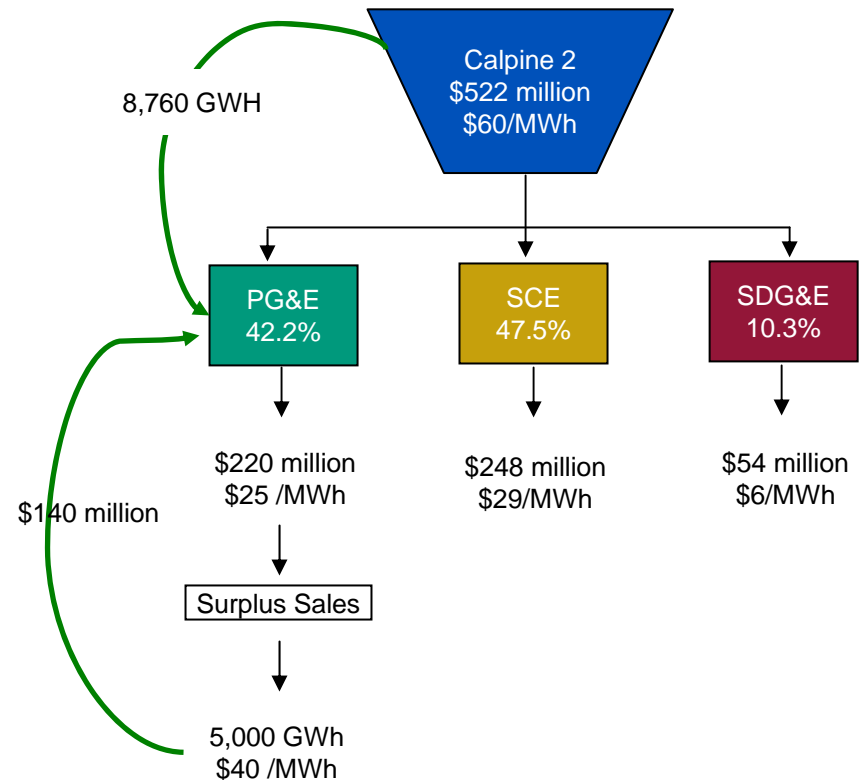 Calpine 2
$522 million
$60/MWh
8,760 GWH
PG&E
42.2%
SCE
47.5%
SDG&E
10.3%
$220 million
$25 /MWh
$248 million
$29/MWh
$54 million
$6/MWh
$140 million
Surplus Sales
5,000 GWh
$40 /MWh